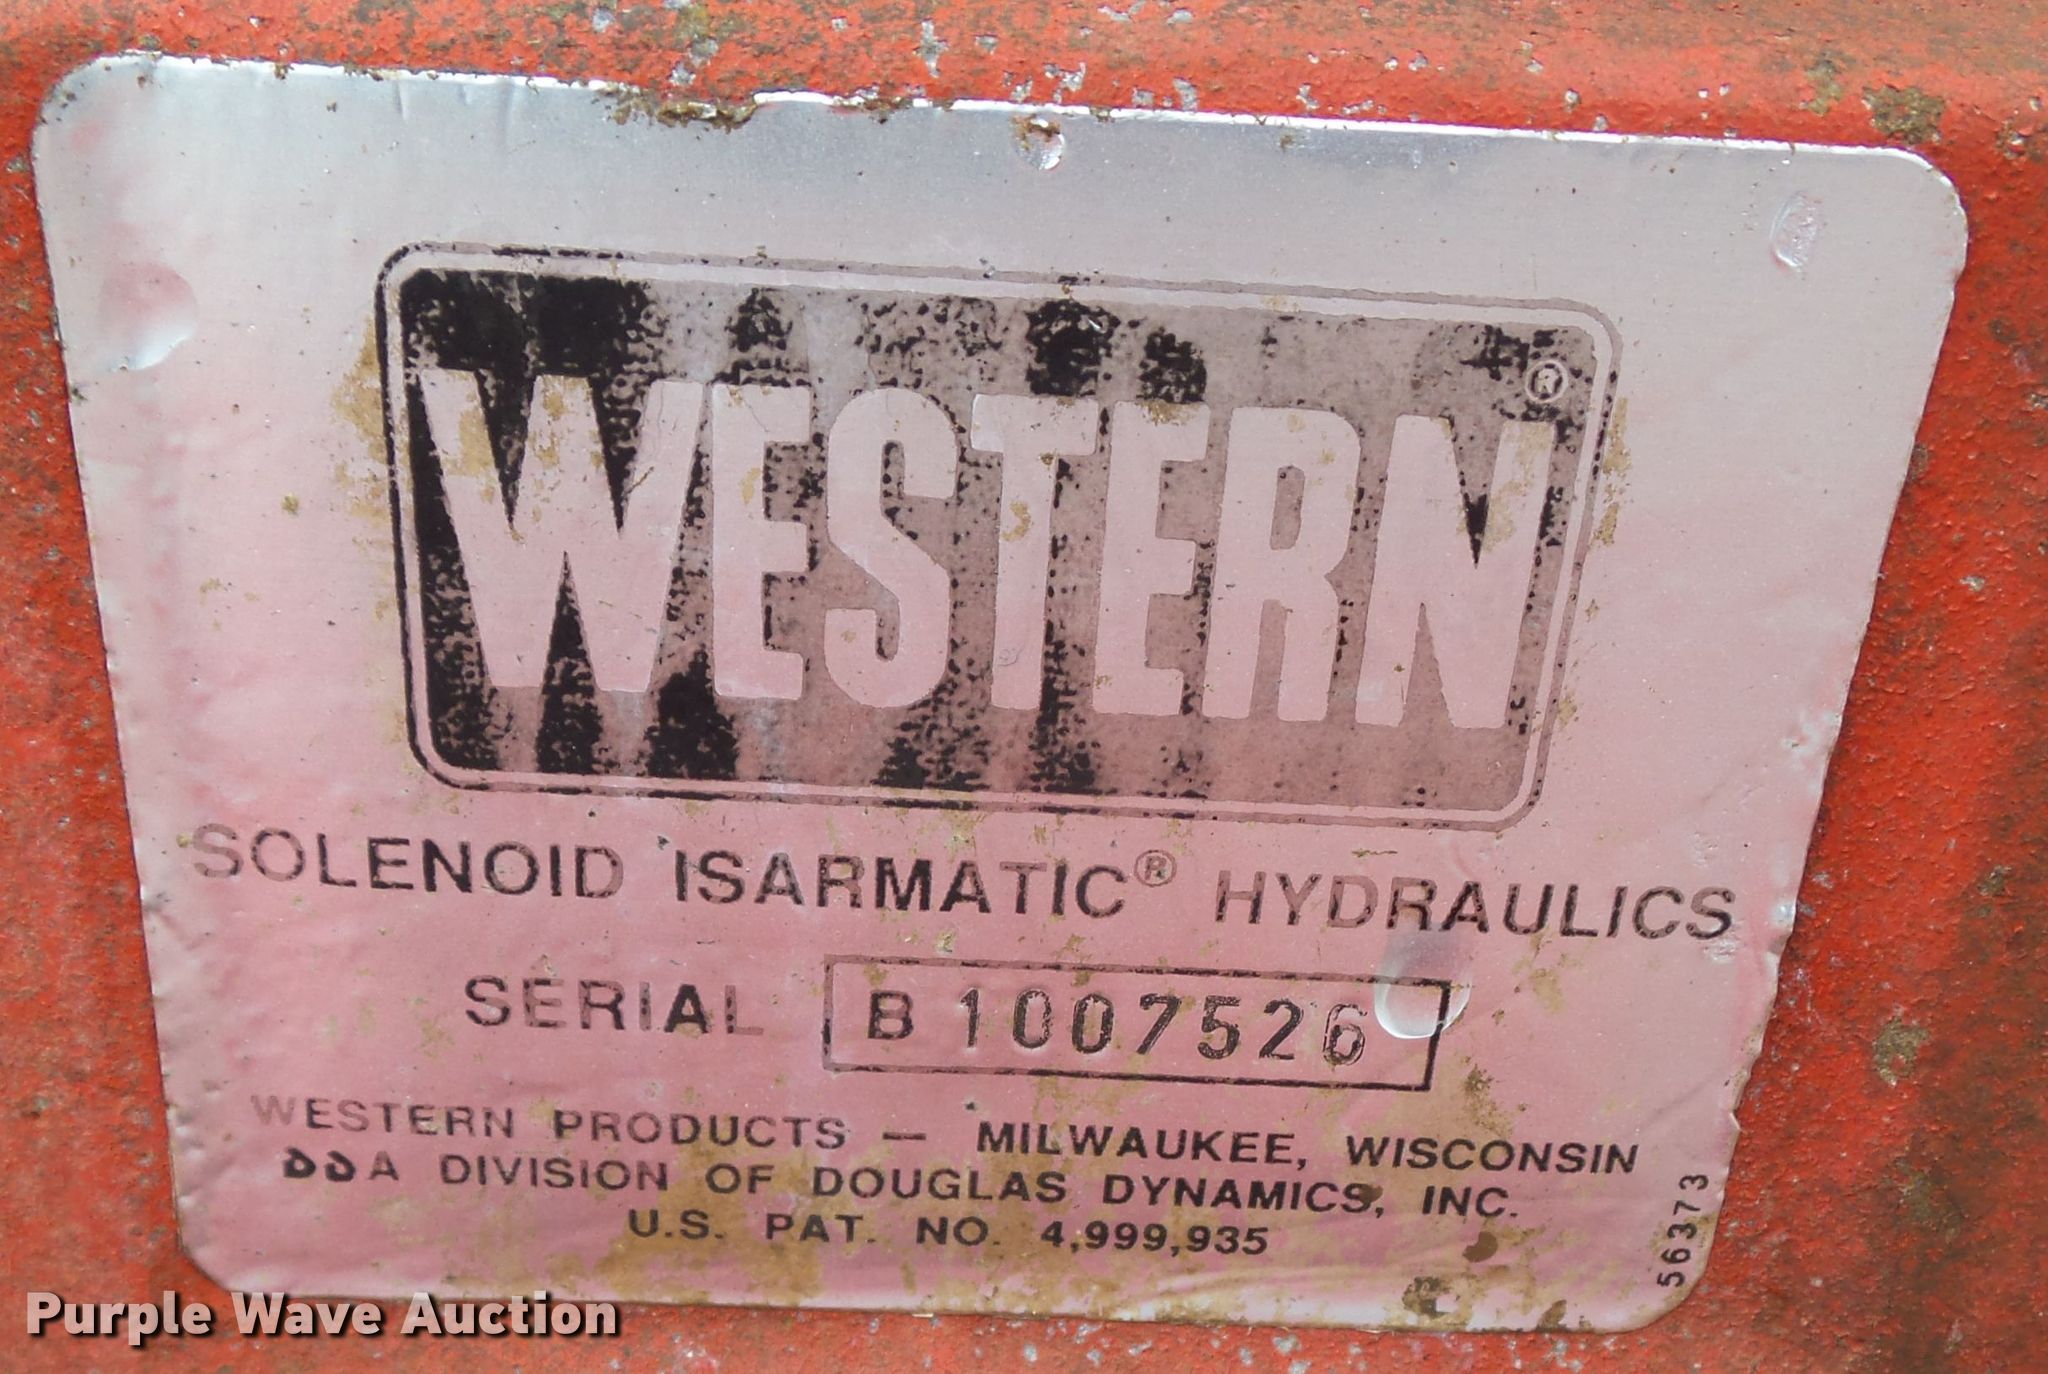 WESTERN®
SOLENOID ISARMATIC® HYDRAULICS
SERIAL B 1007526
WESTERN PRODUCTS — MILWAUKEE, WISCONSIN
DD A DIVISION OF DOUGLAS DYNAMICS, INC.
U.S. PAT. NO. 4,999,935
56373
Purple Wave Auction